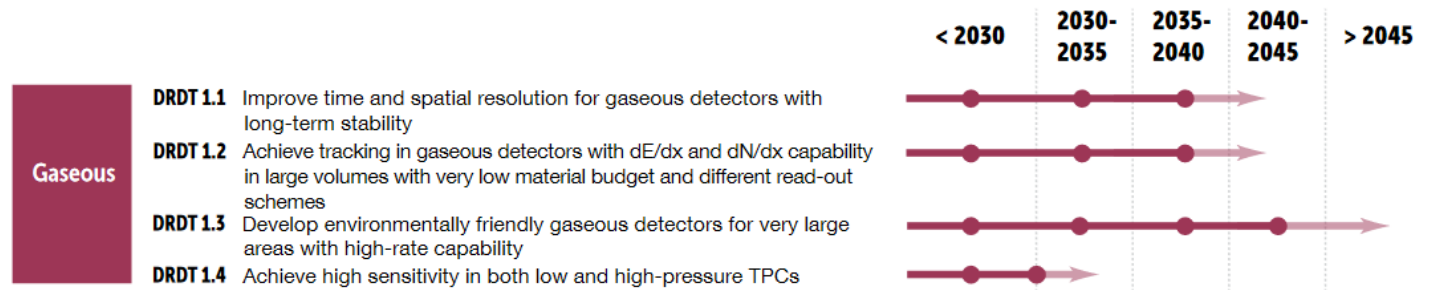 < 2030
2030-
2035
2035-
2040
2040-
2045
> 2045
Gaseous
DRDT 1.1 Improve time and spatial resolution for gaseous detectors with
long-term stability
DRDT 1.2 Achieve tracking in gaseous detectors with dE/dx and dN/dx capability
in large volumes with very low material budget and different read-out
schemes
DRDT 1.3 Develop environmentally friendly gaseous detectors for very large
areas with high-rate capability
DRDT 1.4 Achieve high sensitivity in both low and high-pressure TPCs